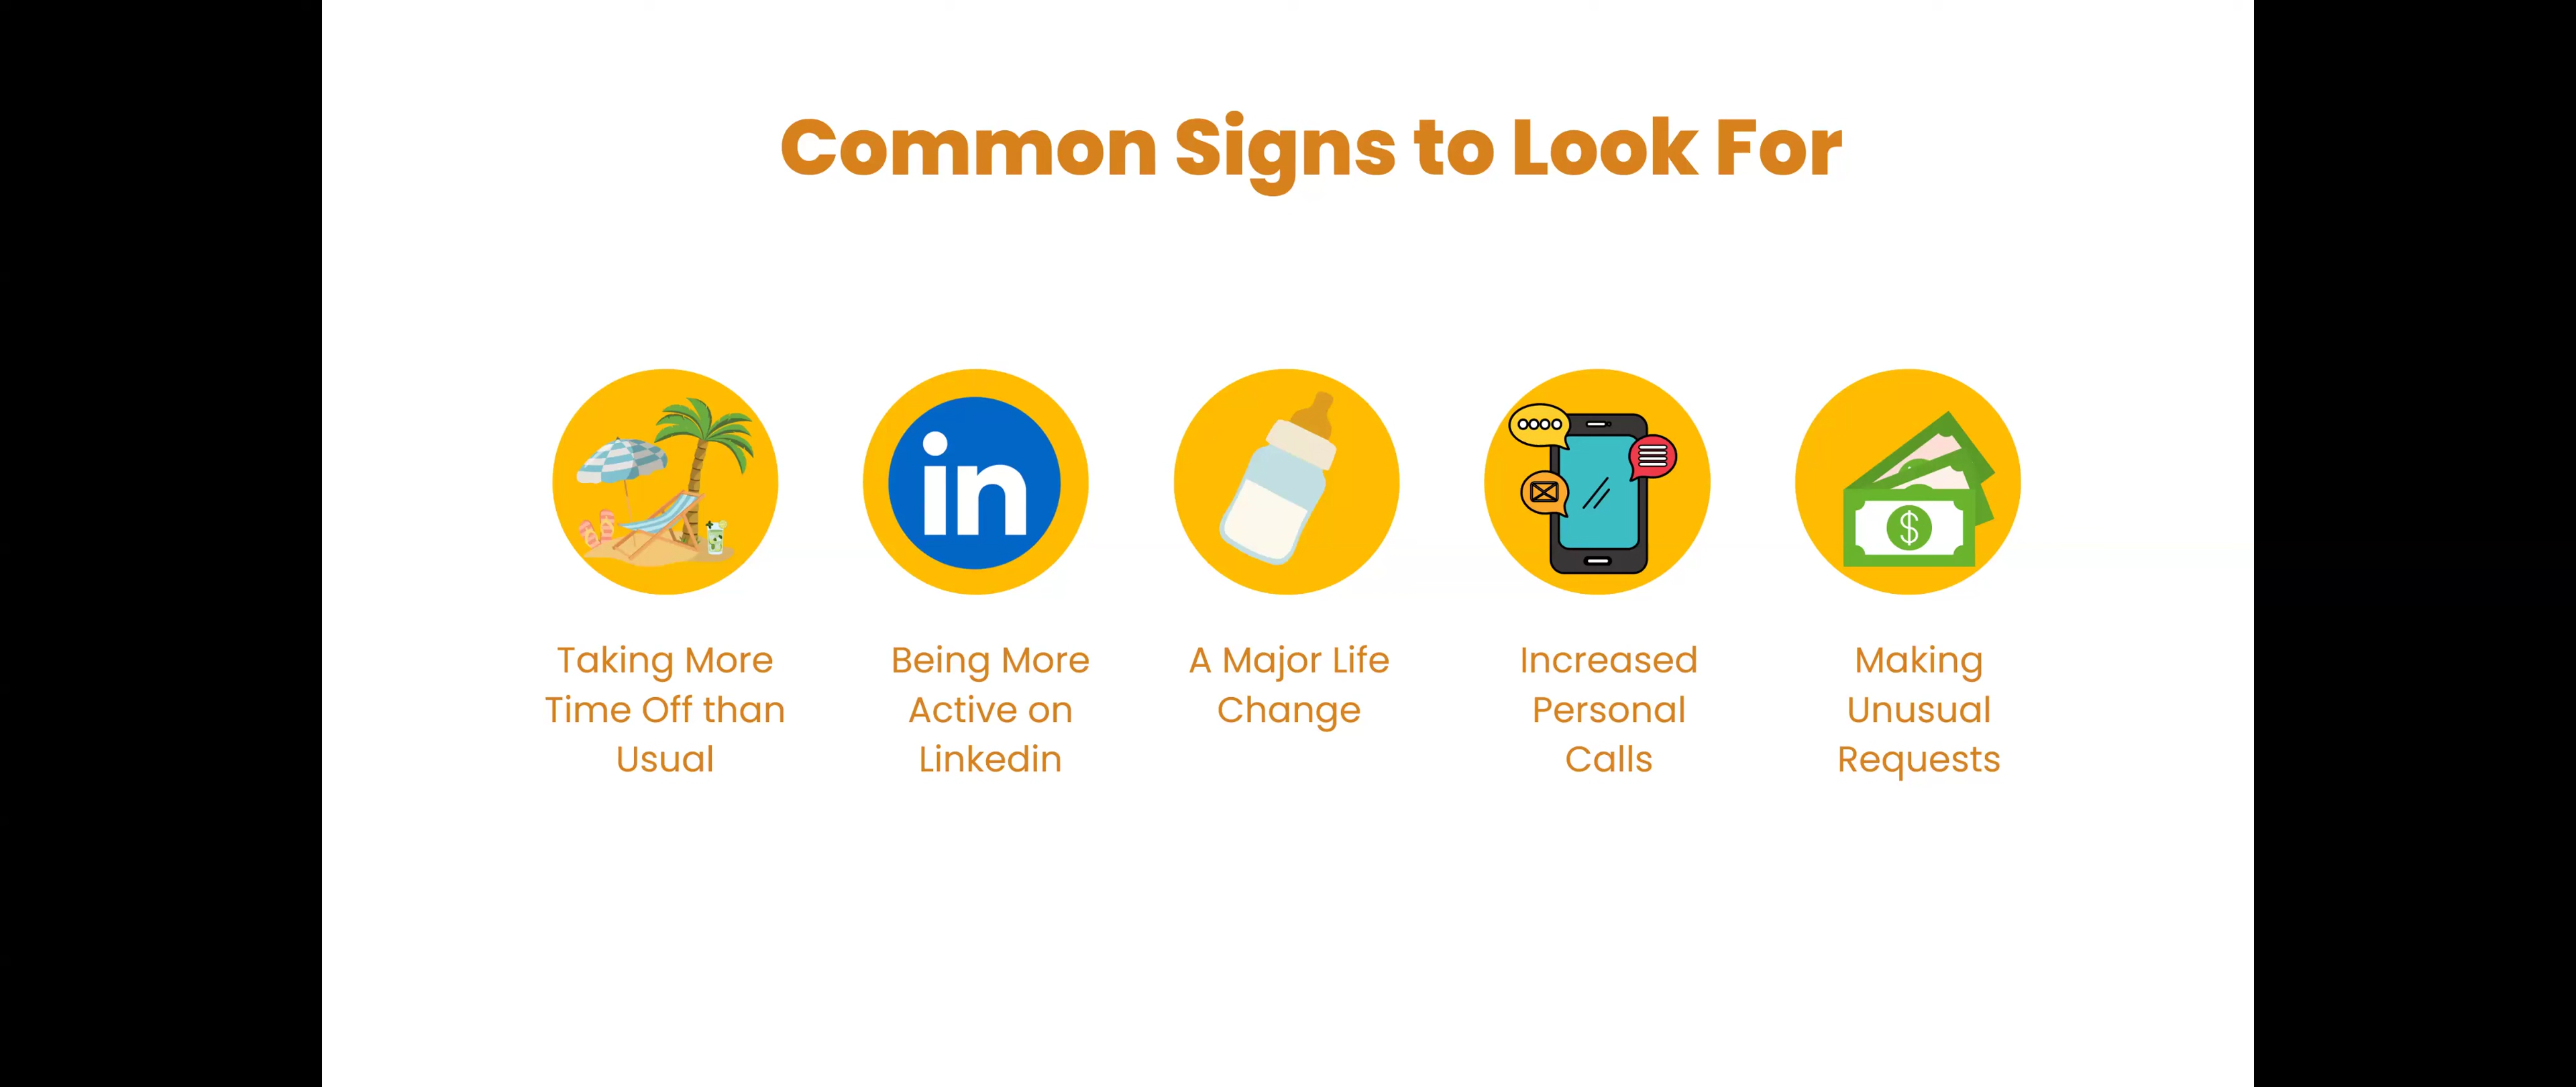 Common Signs to Look For
in
Taking More
Time Off than
Usual
Being More
Active on
Linkedin
A Major Life
Change
Increased
Personal
Calls
$
Making
Unusual
Requests